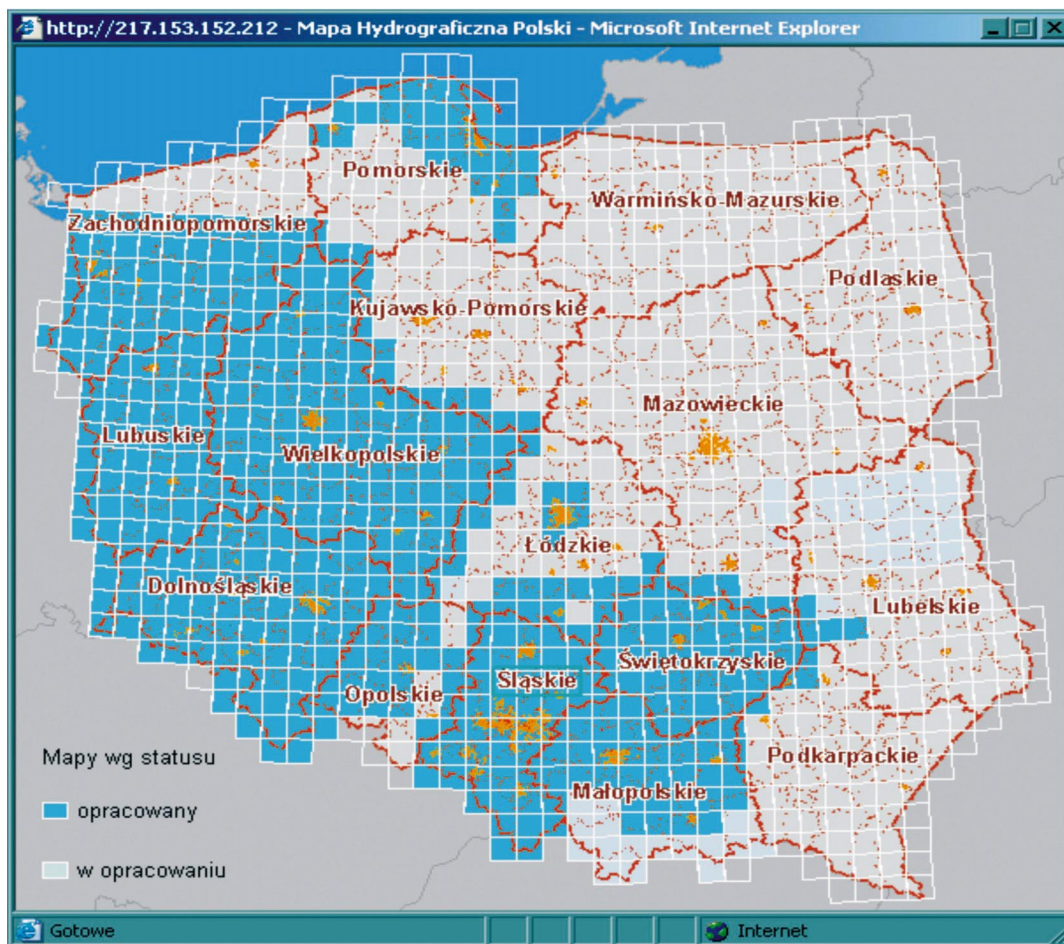 http://217.153.152.212 - Mapa Hydrograficzna Polski - Microsoft Internet Explorer
Pomorskie
Warmińsko-Mazurskie
Zachodniopomorskie
Podlaskie
Kujawsko-Pomorskie
Mazowieckie
Lubuskie
Wielkopolskie
Łódzkie
Dolnośląskie
Lubelskie
Świętokrzyskie
Śląskie
Opolskie
Podkarpackie
Małopolskie
Mapy wg statusu
opracowany
w opracowaniu
Gotowe
Internet